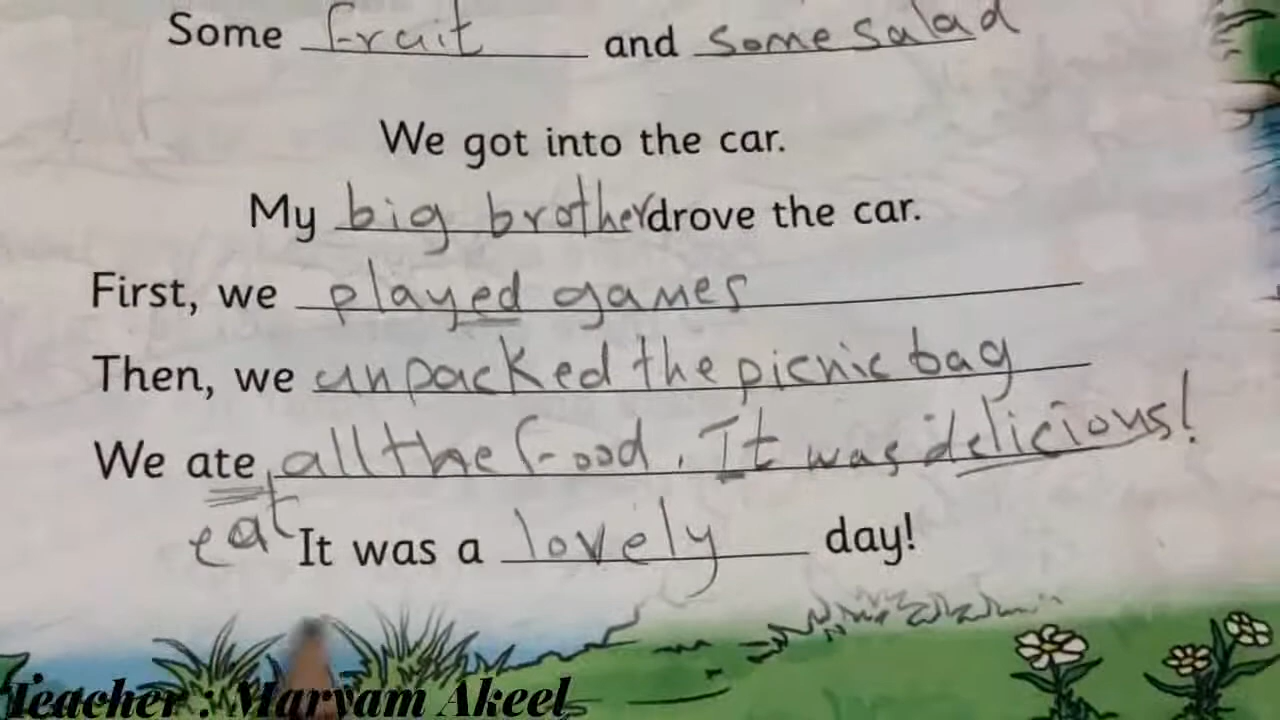 Some fruit and some salad
We got into the car.
My big brother drove the car.
First, we played games
Then, we unpacked the picnic bag
We ate all the food. It was delicious!
eat It was a lovely day!
Teacher : Maryam Akeel